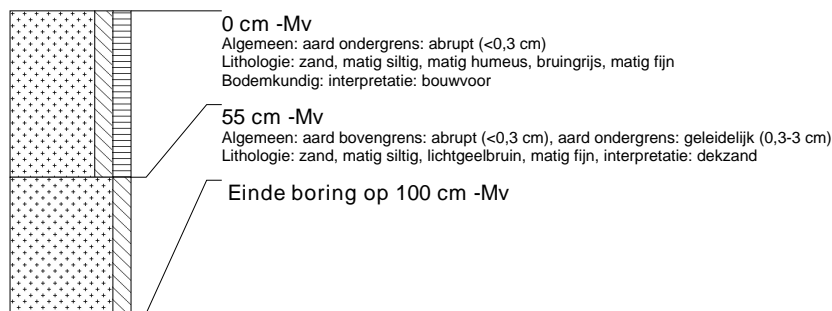 0 cm -Mv
Algemeen: aard ondergrens: abrupt (<0,3 cm)
Lithologie: zand, matig siltig, matig humeus, bruingrijs, matig fijn
Bodemkundig: interpretatie: bouwvoor
55 cm -Mv
Algemeen: aard bovengrens: abrupt (<0,3 cm), aard ondergrens: geleidelijk (0,3-3 cm)
Lithologie: zand, matig siltig, lichtgeelbruin, matig fijn, interpretatie: dekzand
Einde boring op 100 cm -Mv